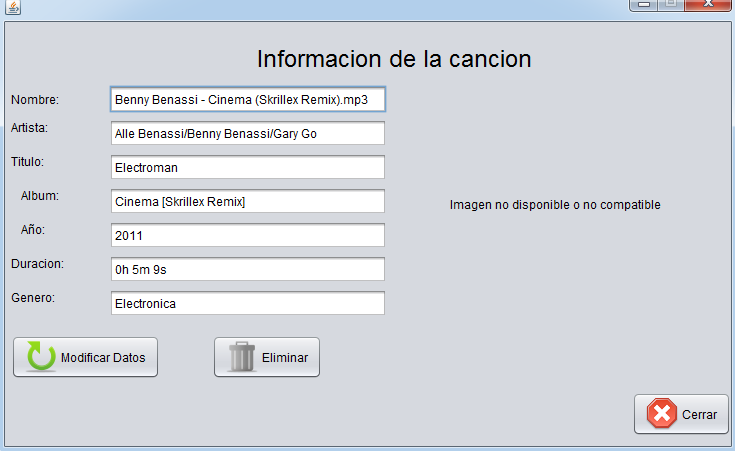 Informacion de la cancion
Nombre: Benny Benassi - Cinema (Skrillex Remix).mp3
Artista: Alle Benassi/Benny Benassi/Gary Go
Titulo: Electroman
Album: Cinema [Skrillex Remix]
Imagen no disponible o no compatible
Año: 2011
Duracion: 0h 5m 9s
Genero: Electronica
Modificar Datos Eliminar
Cerrar